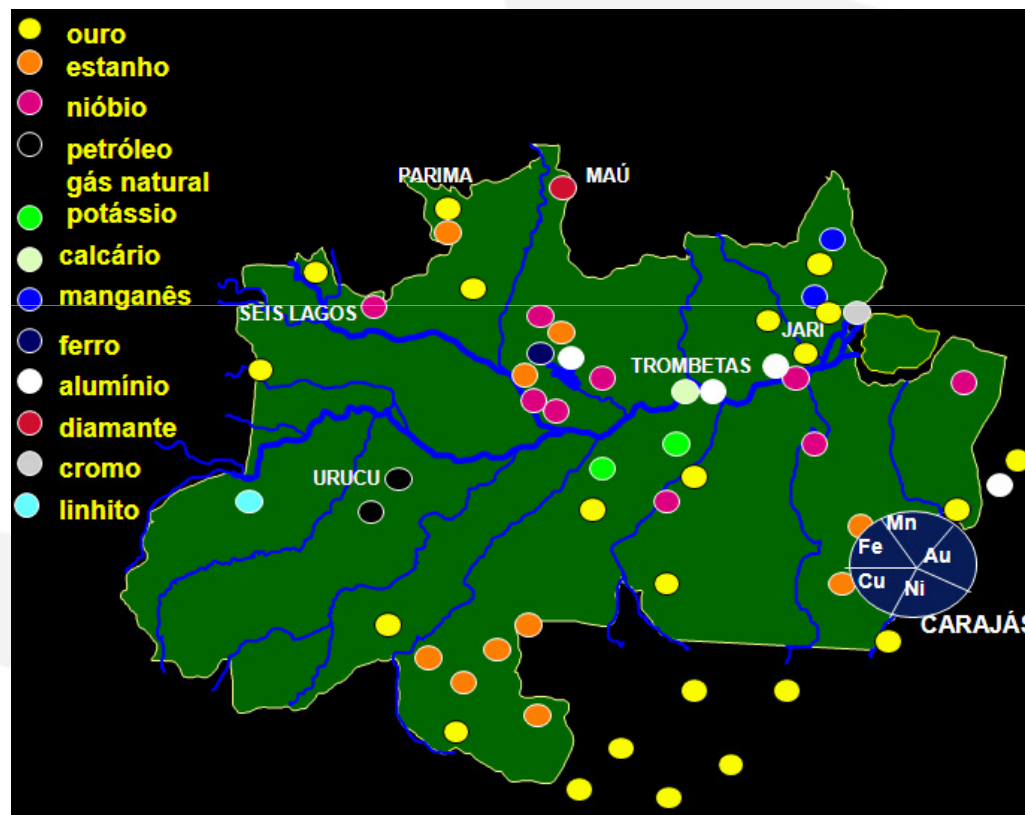 ouro
estanho
nióbio
petróleo
gás natural
potássio
calcário
manganês
ferro
alumínio
diamante
cromo
linhito
PARIMA
MAÚ
SEIS LAGOS
JARI
TROMBETAS
URUCU
Mn
Fe
Au
Cu
Ni
CARAJÁS